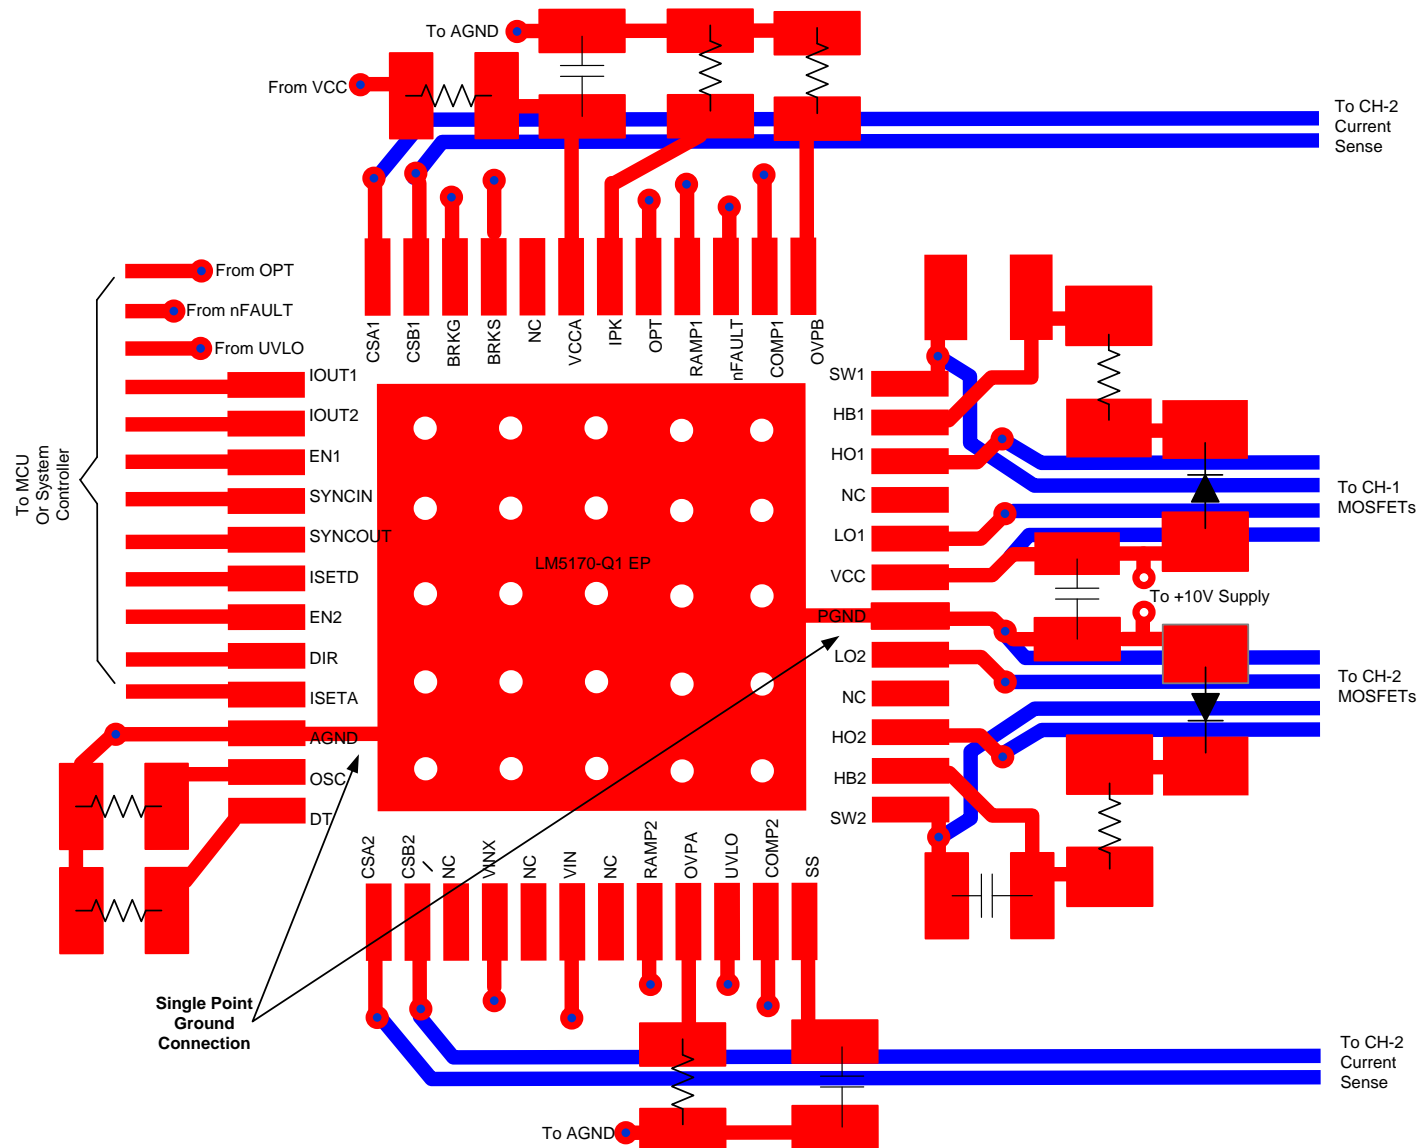 To AGND
From VCC
To CH-2
Current
Sense
From OPT
From nFAULT
From UVLO
CSA1
CSB1
BRKG
BRKS
NC
VCCA
IPK
OPT
RAMP1
nFAULT
COMP1
OVPB
To MCU
Or System
Controller
IOUT1
IOUT2
EN1
SYNCIN
SYNCOUT
ISETD
EN2
DIR
ISETA
AGND
OSC
DT
LM5170-Q1 EP
SW1
HB1
HO1
NC
LO1
VCC
PGND
LO2
NC
HO2
HB2
SW2
To CH-1
MOSFETs
To +10V Supply
To CH-2
MOSFETs
CSA2
CSB2
NC
VINX
NC
VIN
NC
RAMP2
OVPA
UVLO
COMP2
SS
Single Point
Ground
Connection
To CH-2
Current
Sense
To AGND